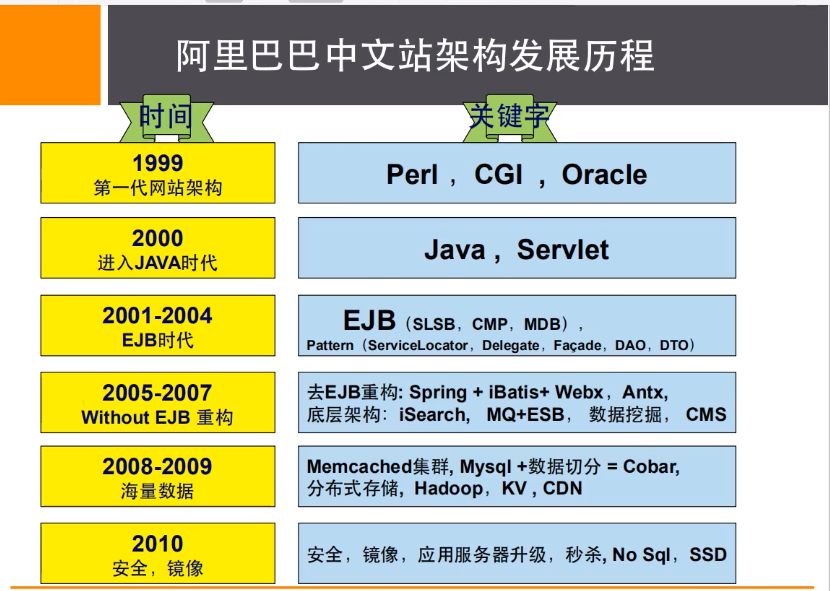 阿里巴巴中文站架构发展历程
时间
关键字
1999
第一代网站架构
Perl ，CGI ，Oracle
2000
进入JAVA时代
Java ，Servlet
2001-2004
EJB时代
EJB（SLSB，CMP，MDB），
Pattern（ServiceLocator，Delegate，Façade，DAO，DTO）
2005-2007
Without EJB 重构
去EJB重构: Spring + iBatis+ Webx，Antx,
底层架构：iSearch, MQ+ESB， 数据挖掘， CMS
2008-2009
海量数据
Memcached集群, Mysql +数据切分 = Cobar,
分布式存储, Hadoop，KV , CDN
2010
安全，镜像
安全，镜像，应用服务器升级，秒杀, No Sql，SSD